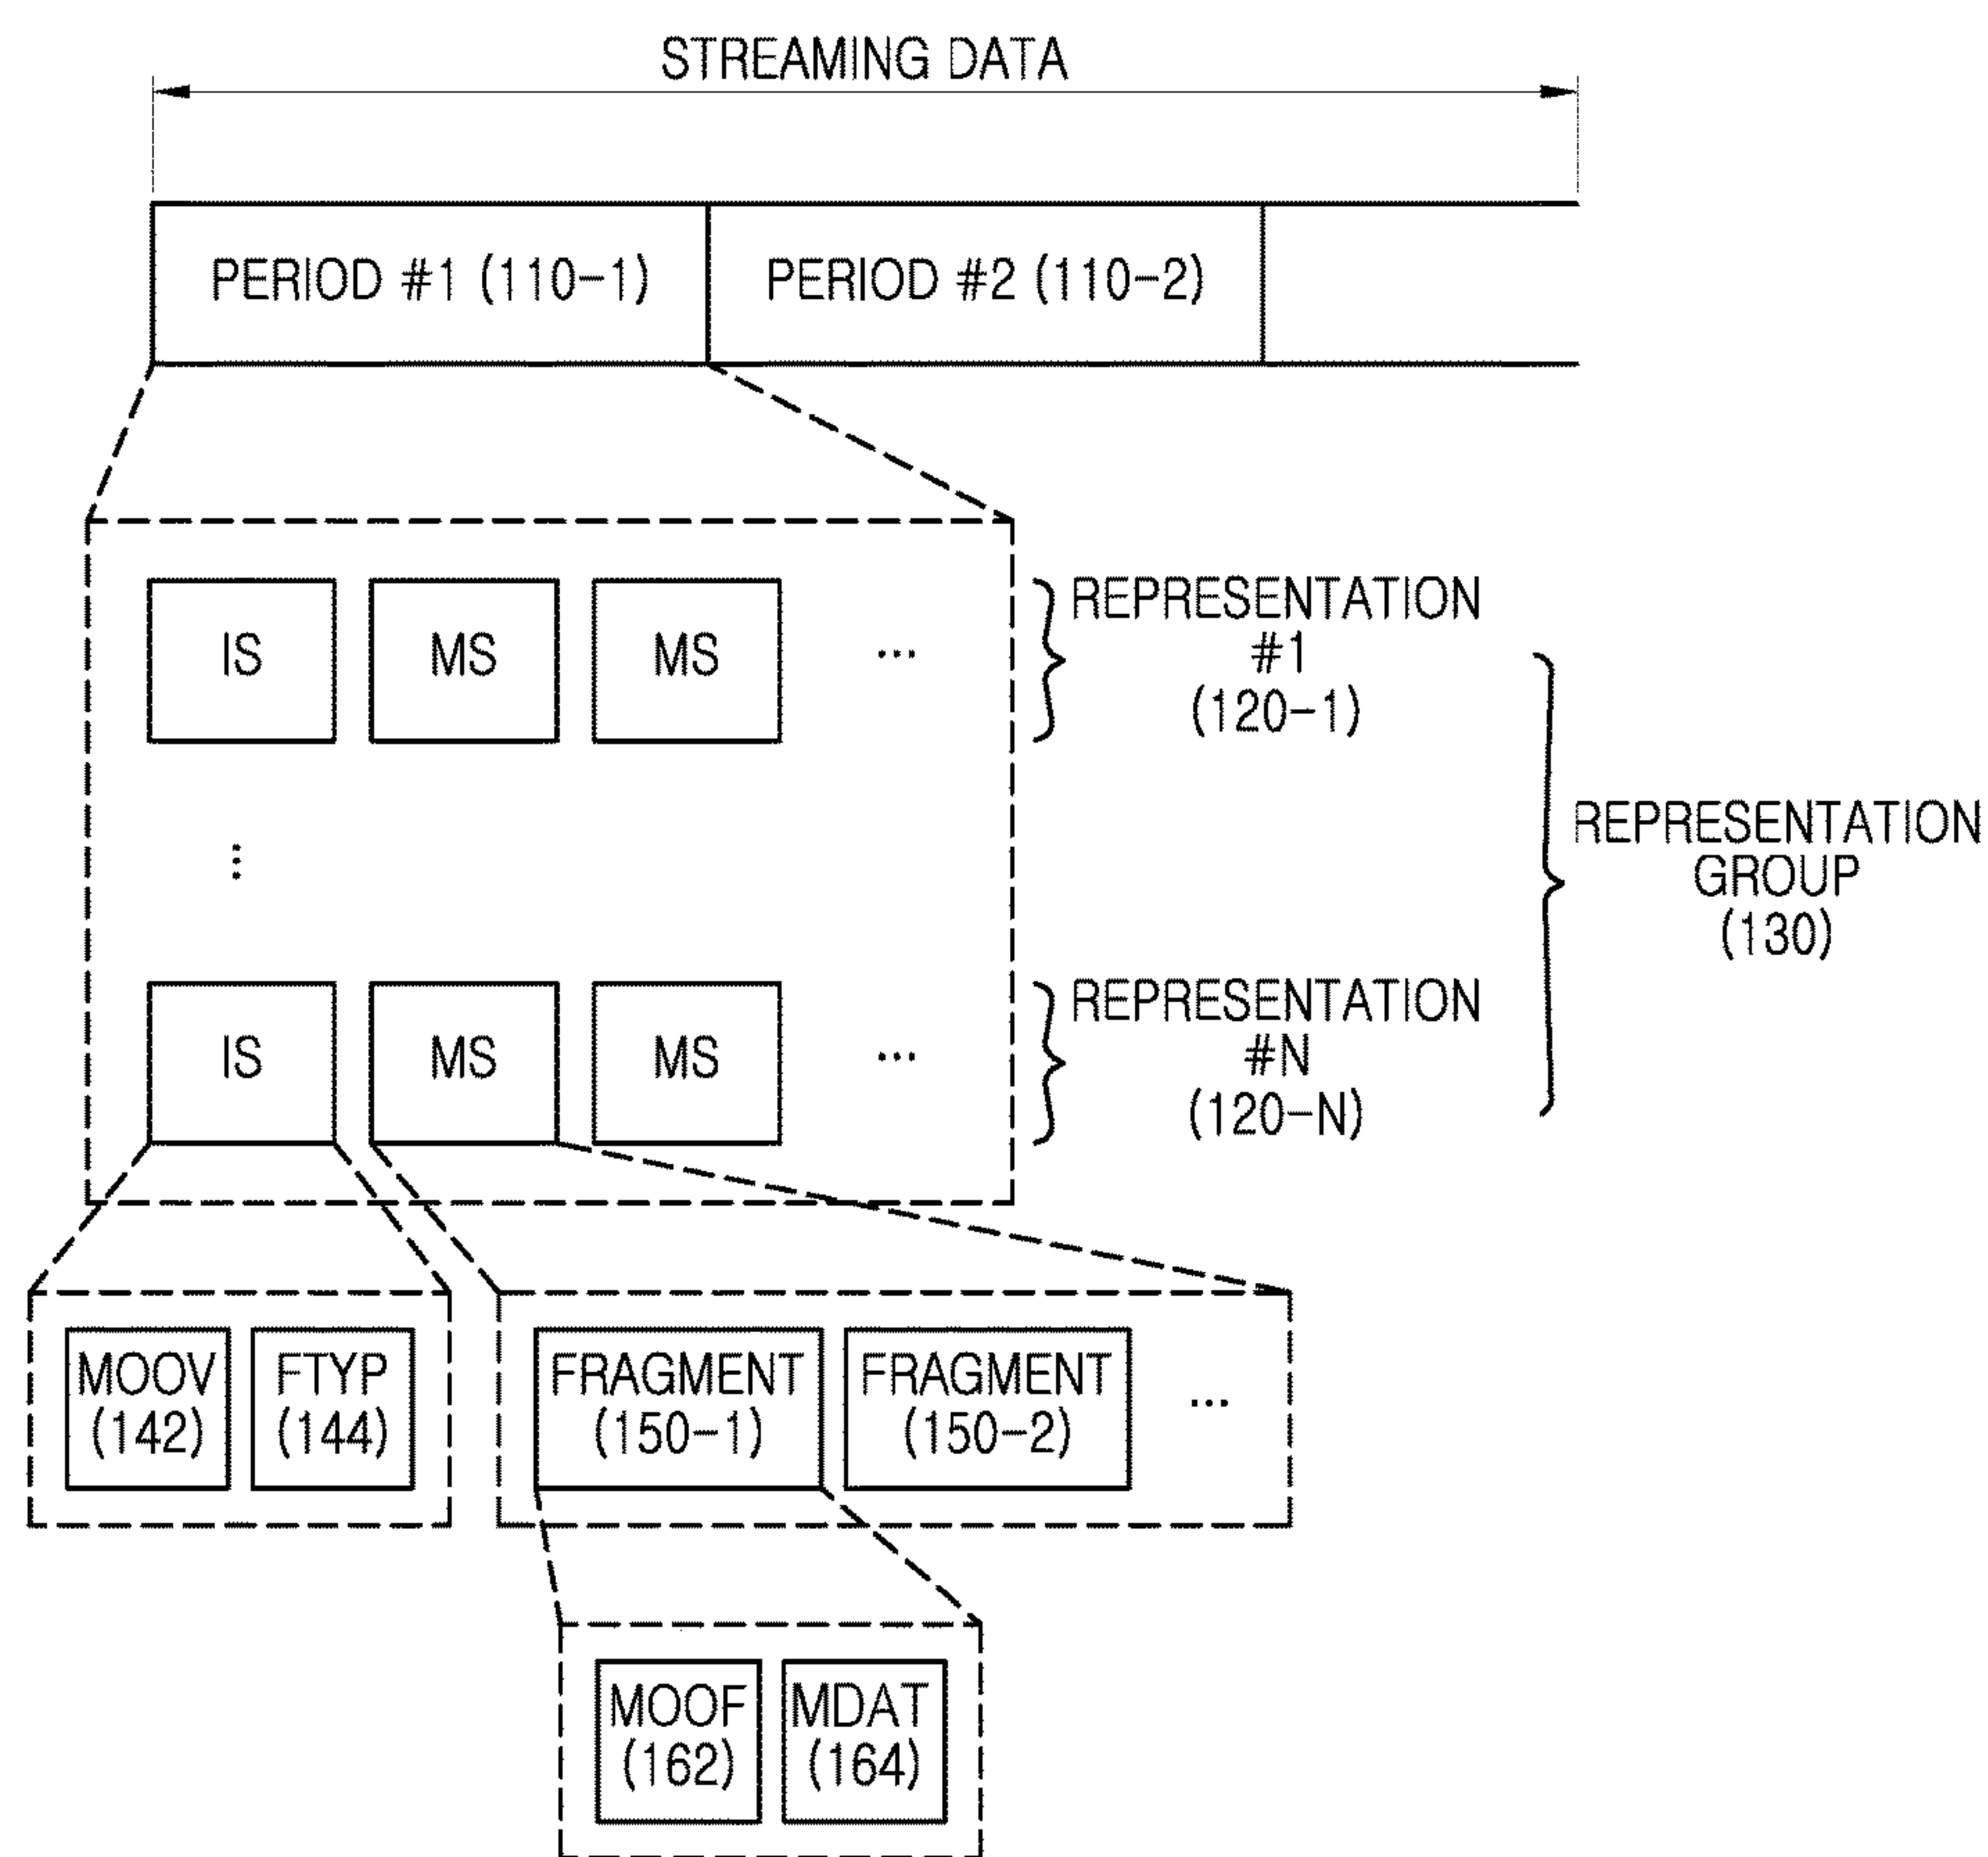 STREAMING DATA
PERIOD #1 (110-1)
PERIOD #2 (110-2)
IS
MS
MS
...
REPRESENTATION
#1
(120-1)
...
REPRESENTATION
GROUP
(130)
IS
MS
MS
...
REPRESENTATION
#N
(120-N)
MOOV
(142)
FTYP
(144)
FRAGMENT
(150-1)
FRAGMENT
(150-2)
...
MOOF
(162)
MDAT
(164)